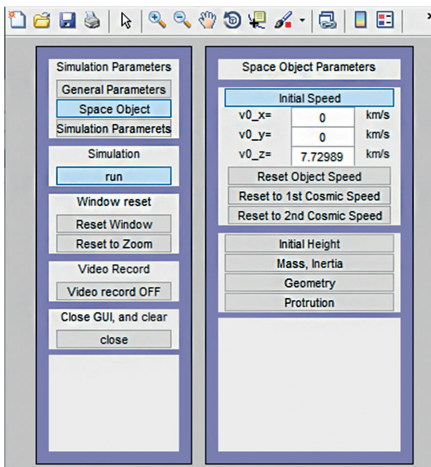 Simulation Parameters
General Parameters
Space Object
Simulation Paramerets
Simulation
run
Window reset
Reset Window
Reset to Zoom
Video Record
Video record OFF
Close GUI, and clear
close
Space Object Parameters
Initial Speed
v0_x= 0 km/s
v0_y= 0 km/s
v0_z= 7.72989 km/s
Reset Object Speed
Reset to 1st Cosmic Speed
Reset to 2nd Cosmic Speed
Initial Height
Mass, Inertia
Geometry
Protrution